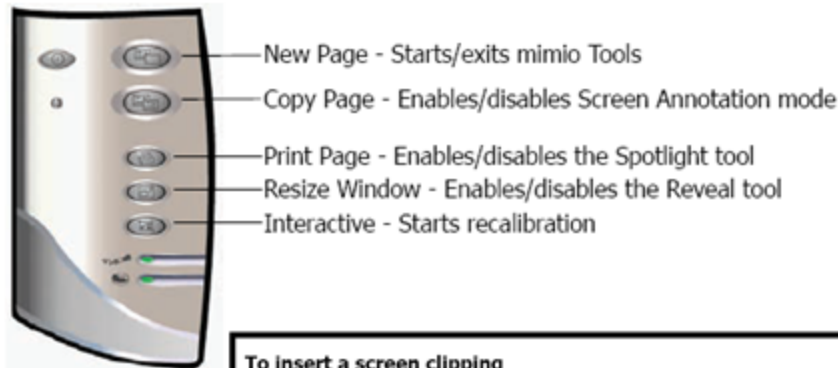 New Page - Starts/exits mimio Tools
Copy Page - Enables/disables Screen Annotation mode
Print Page - Enables/disables the Spotlight tool
Resize Window - Enables/disables the Reveal tool
Interactive - Starts recalibration
To insert a screen clipping